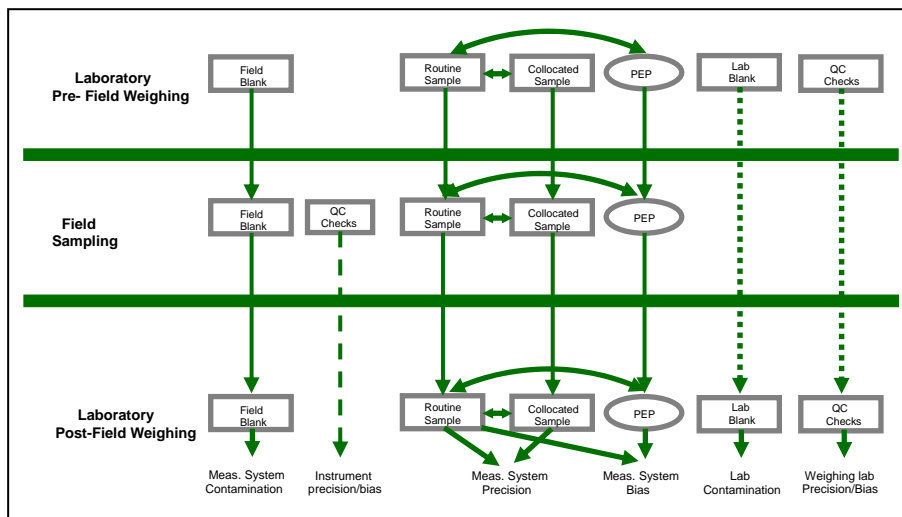 Laboratory
Pre- Field Weighing
Field
Blank
Routine
Sample
Collocated
Sample
PEP
Lab
Blank
QC
Checks
Field
Sampling
Field
Blank
QC
Checks
Routine
Sample
Collocated
Sample
PEP
Laboratory
Post-Field Weighing
Field
Blank
Routine
Sample
Collocated
Sample
PEP
Lab
Blank
QC
Checks
Meas. System
Contamination
Instrument
precision/bias
Meas. System
Precision
Meas. System
Bias
Lab
Contamination
Weighing lab
Precision/Bias